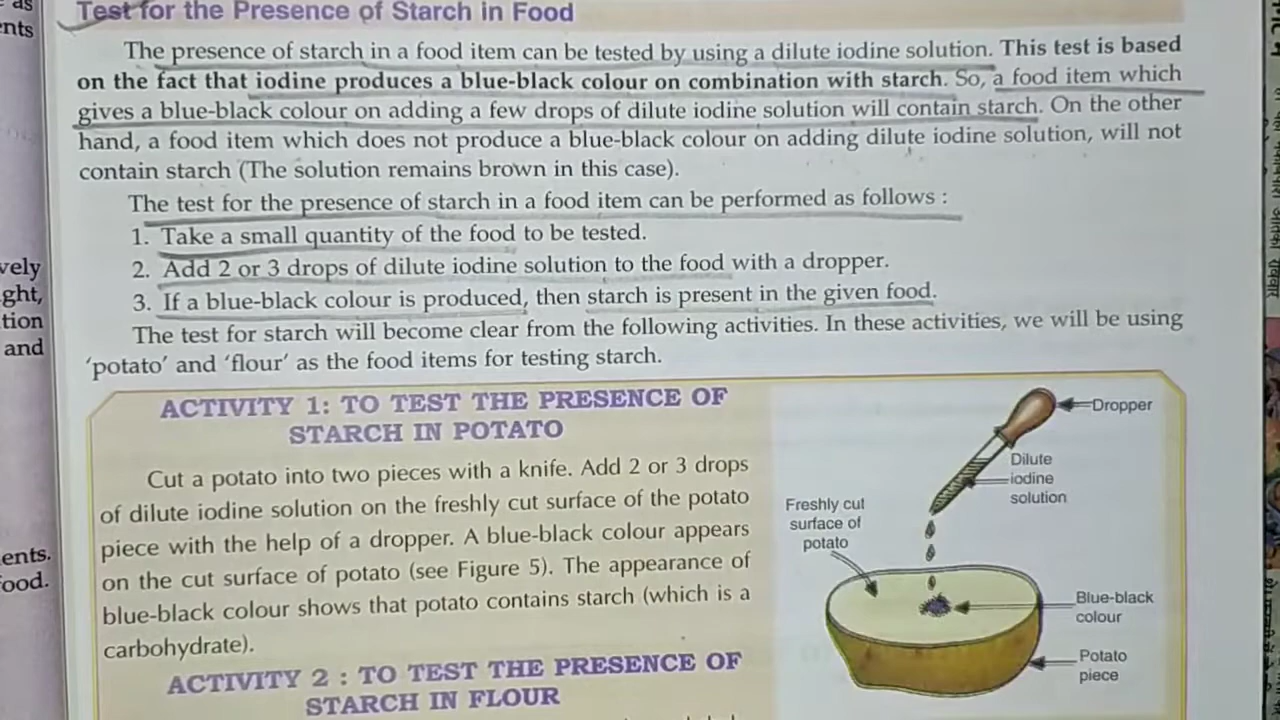 as
nts
vely
ght,
tion
and
ents.
ood.
Test for the Presence of Starch in Food
The presence of starch in a food item can be tested by using a dilute iodine solution. This test is based
on the fact that iodine produces a blue-black colour on combination with starch. So, a food item which
gives a blue-black colour on adding a few drops of dilute iodine solution will contain starch. On the other
hand, a food item which does not produce a blue-black colour on adding dilute iodine solution, will not
contain starch (The solution remains brown in this case).
The test for the presence of starch in a food item can be performed as follows :
1. Take a small quantity of the food to be tested.
2. Add 2 or 3 drops of dilute iodine solution to the food with a dropper.
3. If a blue-black colour is produced, then starch is present in the given food.
The test for starch will become clear from the following activities. In these activities, we will be using
‘potato’ and ‘flour’ as the food items for testing starch.
ACTIVITY 1: TO TEST THE PRESENCE OF
STARCH IN POTATO
Cut a potato into two pieces with a knife. Add 2 or 3 drops
of dilute iodine solution on the freshly cut surface of the potato
piece with the help of a dropper. A blue-black colour appears
on the cut surface of potato (see Figure 5). The appearance of
blue-black colour shows that potato contains starch (which is a
carbohydrate).
ACTIVITY 2 : TO TEST THE PRESENCE OF
STARCH IN FLOUR
Dropper
Dilute
iodine
solution
Freshly cut
surface of
potato
Blue-black
colour
Potato
piece